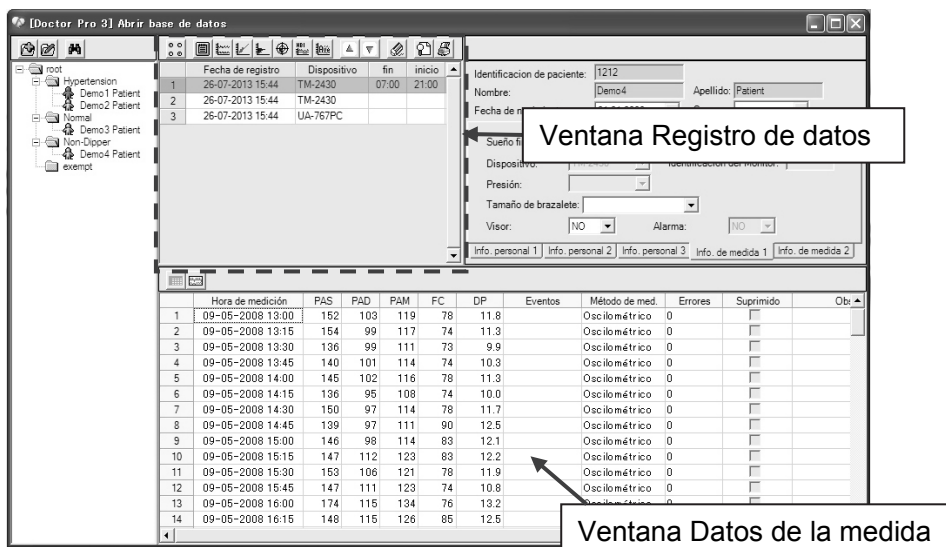 [Doctor Pro 3] Abrir base de datos
root
Hypertension
Demo1 Patient
Demo2 Patient
Normal
Demo3 Patient
Non-Dipper
Demo4 Patient
exempt
Fecha de registro Dispositivo fin inicio
1 26-07-2013 15:44 TM-2430 07:00 21:00
2 26-07-2013 15:44 TM-2430
3 26-07-2013 15:44 UA-767PC
Identificacion de paciente: 1212
Nombre: Demo4 Apellido: Patient
Fecha de
Ventana Registro de datos
Sueño
Dispositivo: Identificación del Monitor:
Presión:
Tamaño de brazalete:
Visor: NO Alarma: NO
Info. personal 1 Info. personal 2 Info. personal 3 Info. de medida 1 Info. de medida 2
Hora de medición PAS PAD PAM FC DP Eventos Método de med. Errores Suprimido
1 09-05-2008 13:00 152 103 119 78 11.8 Oscilométrico 0
2 09-05-2008 13:15 154 99 117 74 11.3 Oscilométrico 0
3 09-05-2008 13:30 136 99 111 73 9.9 Oscilométrico 0
4 09-05-2008 13:45 140 101 114 74 10.3 Oscilométrico 0
5 09-05-2008 14:00 145 102 116 78 11.3 Oscilométrico 0
6 09-05-2008 14:15 136 95 108 74 10.0 Oscilométrico 0
7 09-05-2008 14:30 150 97 114 78 11.7 Oscilométrico 0
8 09-05-2008 14:45 139 97 111 90 12.5 Oscilométrico 0
9 09-05-2008 15:00 146 98 114 83 12.1 Oscilométrico 0
10 09-05-2008 15:15 147 112 123 83 12.2 Oscilométrico 0
11 09-05-2008 15:30 153 106 121 78 11.9 Oscilométrico 0
12 09-05-2008 15:45 147 111 123 74 10.8 Oscilométrico 0
13 09-05-2008 16:00 174 115 134 76 13.2 Oscilométrico 0
14 09-05-2008 16:15 148 115 126 85 12.5
Ventana Datos de la medida